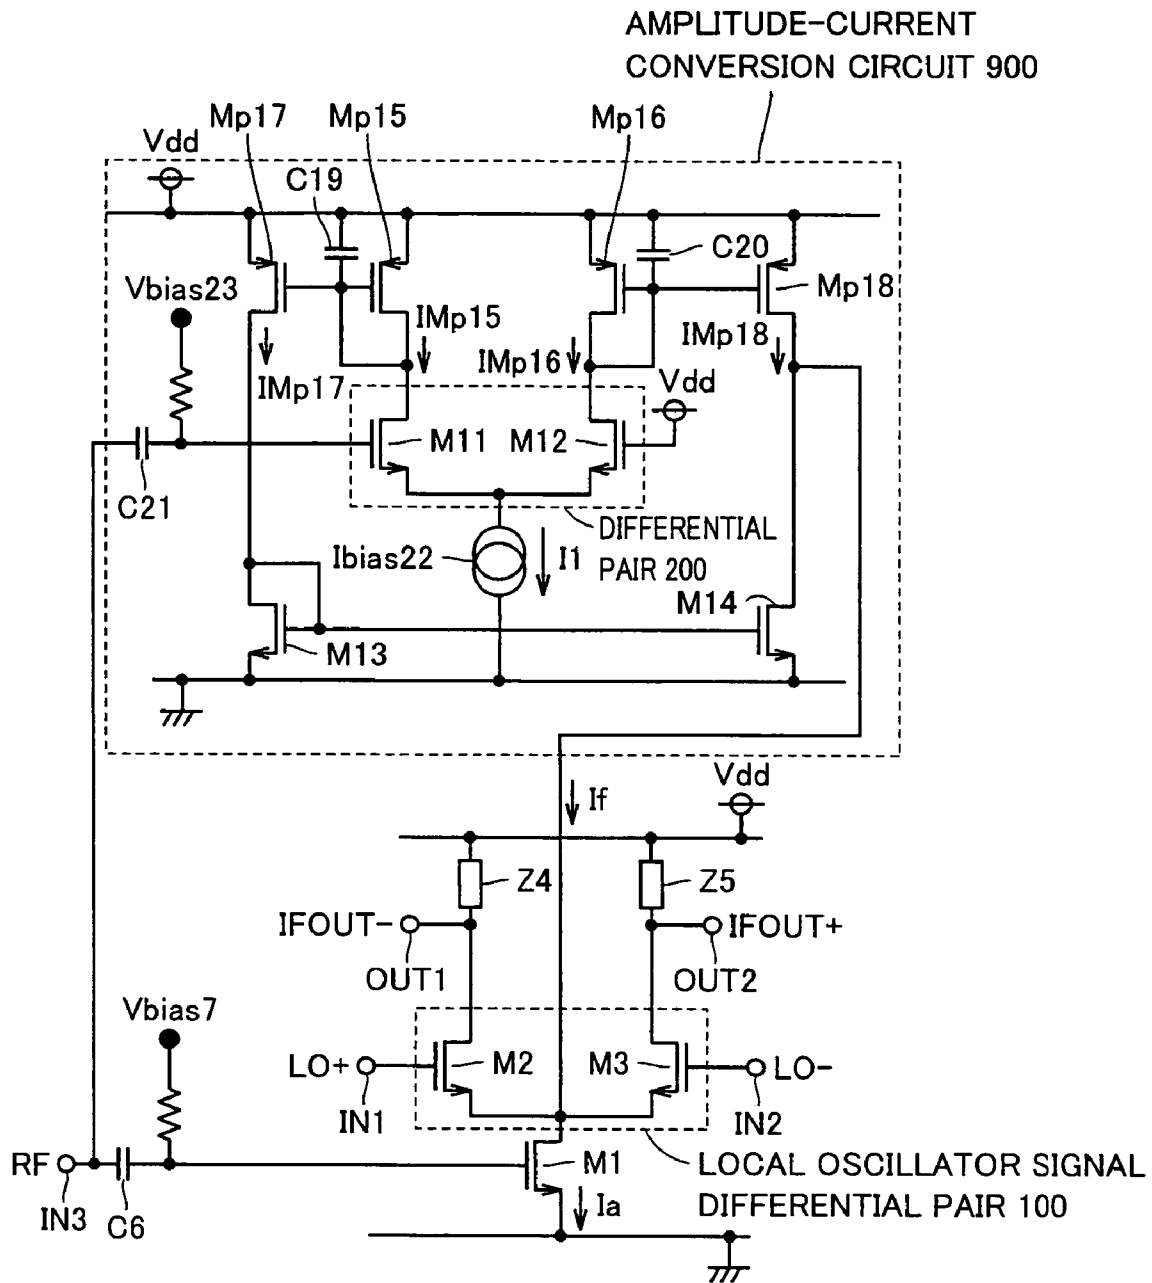 AMPLITUDE-CURRENT
CONVERSION CIRCUIT 900
Mp17
Mp15
Mp16
Vdd
C19
C20
Vbias23
Mp18
IMp15
IMp18
IMp16
IMp17
Vdd
M11
M12
C21
DIFFERENTIAL
PAIR 200
Ibias22
I1
M14
M13
If
Vdd
Z4
Z5
IFOUT-
IFOUT+
OUT1
OUT2
Vbias7
LO+
M2
M3
LO-
IN1
IN2
RF
M1
LOCAL OSCILLATOR SIGNAL
DIFFERENTIAL PAIR 100
IN3
C6
Ia